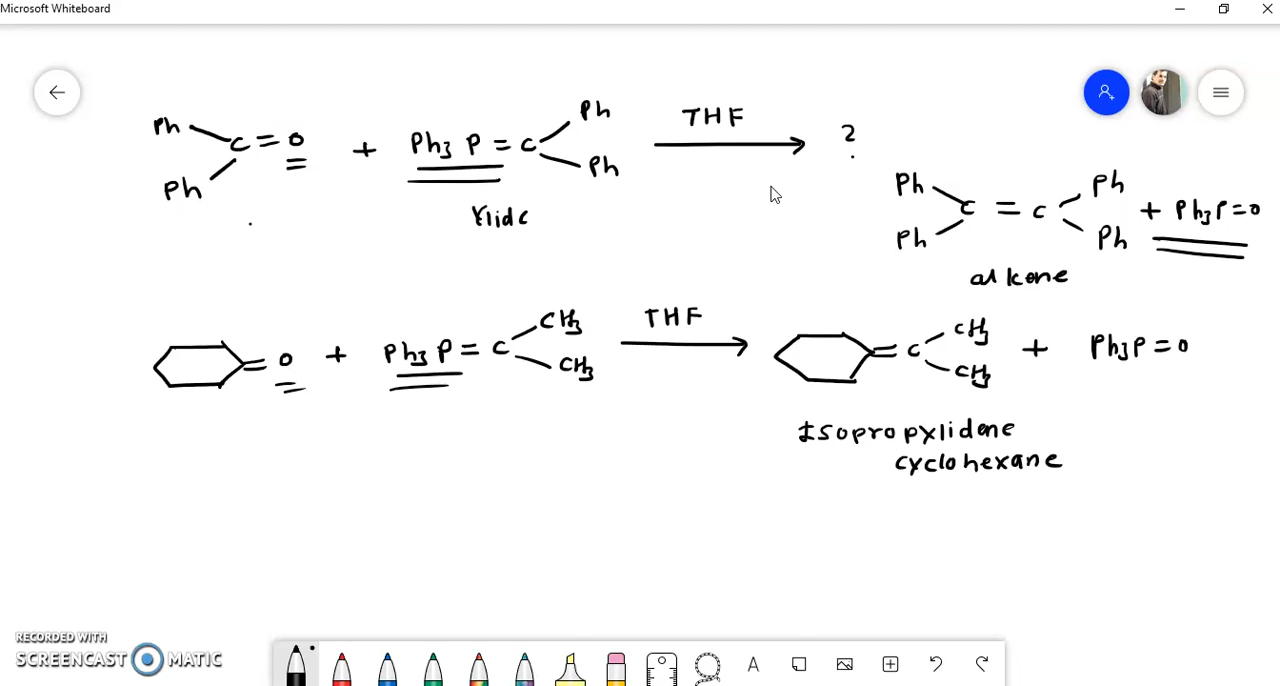 Microsoft Whiteboard
Ph
Ph
C=O + Ph3 P=C
Ph
Ph
THF
?
Ylide
Ph
Ph
C=C
Ph
Ph
+ Ph3P=O
alkene
=O + Ph3 P=C
CH3
CH3
THF
=C
CH3
CH3
+ Ph3P=O
Isopropylidene
cyclohexane
RECORDED WITH
SCREENCAST MATIC
A